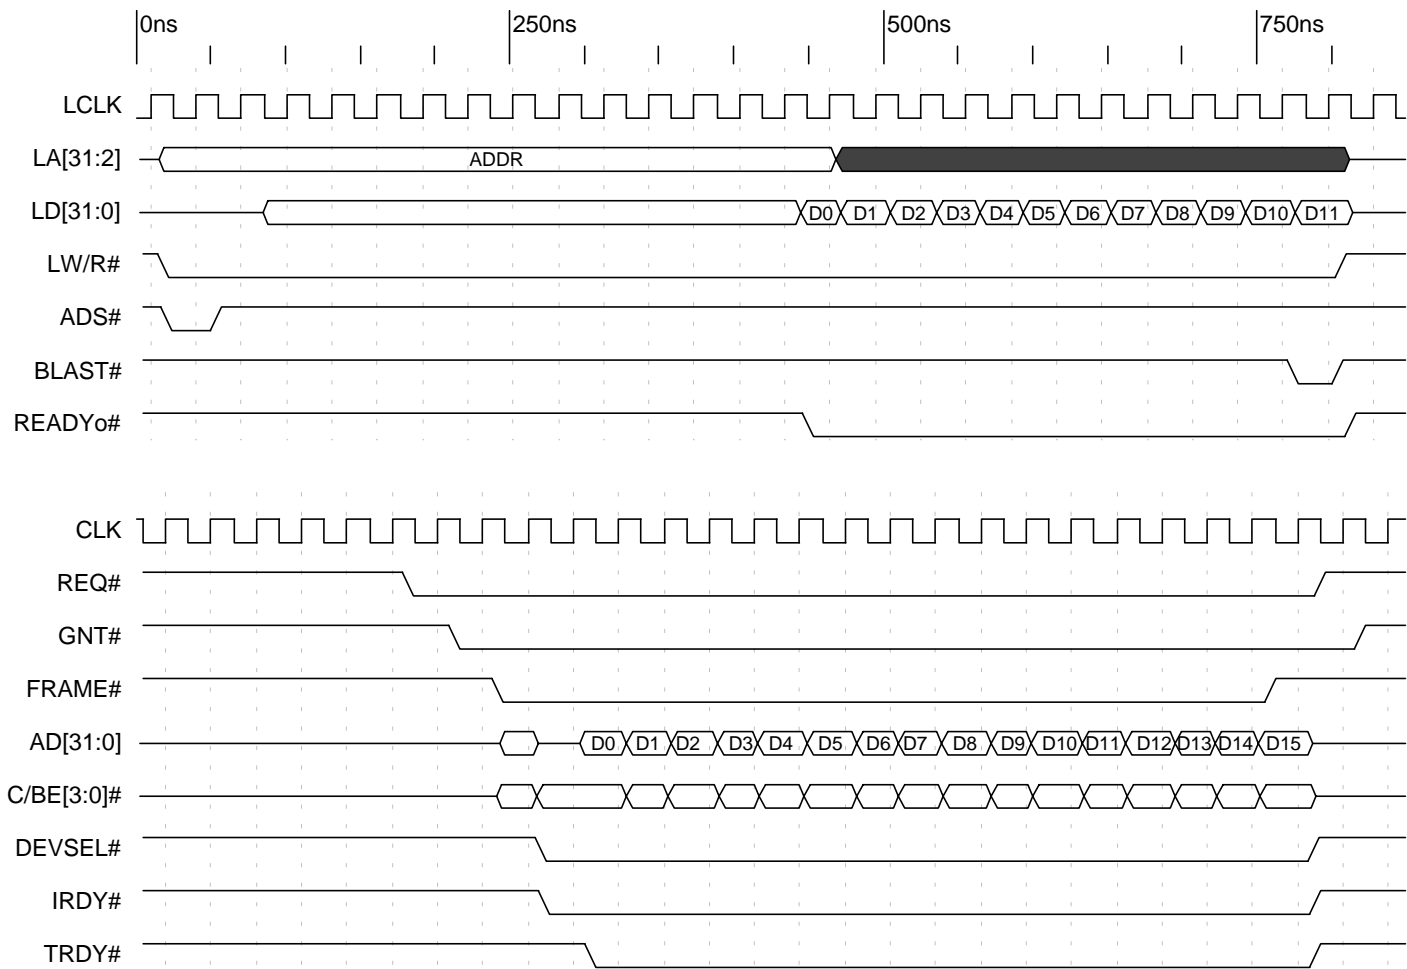 0ns 250ns 500ns 750ns
LCLK
LA[31:2] ADDR
LD[31:0] D0 D1 D2 D3 D4 D5 D6 D7 D8 D9 D10 D11
LW/R#
ADS#
BLAST#
READYo#
CLK
REQ#
GNT#
FRAME#
AD[31:0] D0 D1 D2 D3 D4 D5 D6 D7 D8 D9 D10 D11 D12 D13 D14 D15
C/BE[3:0]#
DEVSEL#
IRDY#
TRDY#